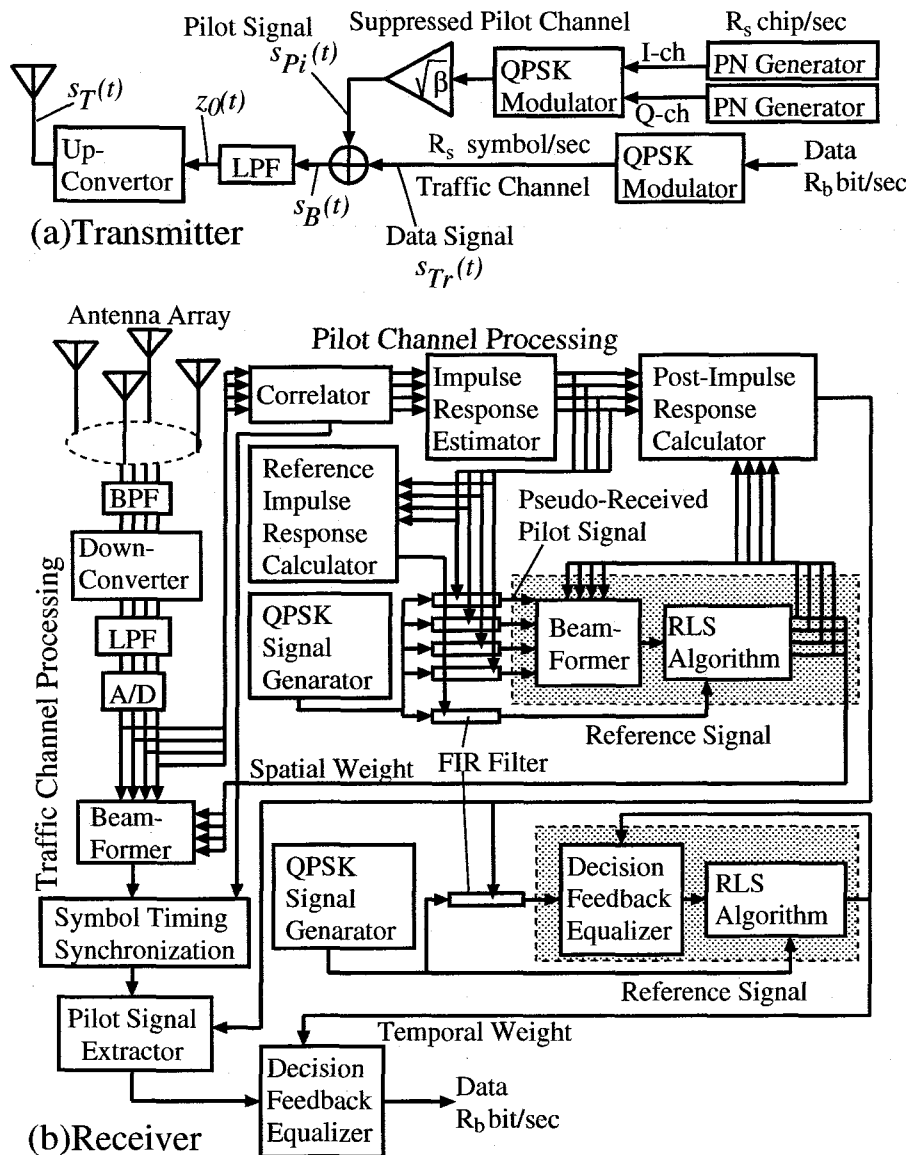 Pilot Signal
s_Pi(t)
Suppressed Pilot Channel
R_s chip/sec
√β
QPSK
Modulator
I-ch
Q-ch
PN Generator
PN Generator
s_T(t)
z_0(t)
Up-
Convertor
LPF
s_B(t)
R_s symbol/sec
Traffic Channel
QPSK
Modulator
Data
R_b bit/sec
Data Signal
s_Tr(t)
(a)Transmitter
Antenna Array
Pilot Channel Processing
Correlator
Impulse
Response
Estimator
Post-Impulse
Response
Calculator
Reference
Impulse
Response
Calculator
Pseudo-Received
Pilot Signal
BPF
Down-
Converter
LPF
A/D
Traffic Channel Processing
QPSK
Signal
Genarator
Beam-
Former
RLS
Algorithm
Reference Signal
FIR Filter
Spatial Weight
Beam-
Former
QPSK
Signal
Genarator
Decision
Feedback
Equalizer
RLS
Algorithm
Reference Signal
Symbol Timing
Synchronization
Pilot Signal
Extractor
Temporal Weight
Decision
Feedback
Equalizer
Data
R_b bit/sec
(b)Receiver